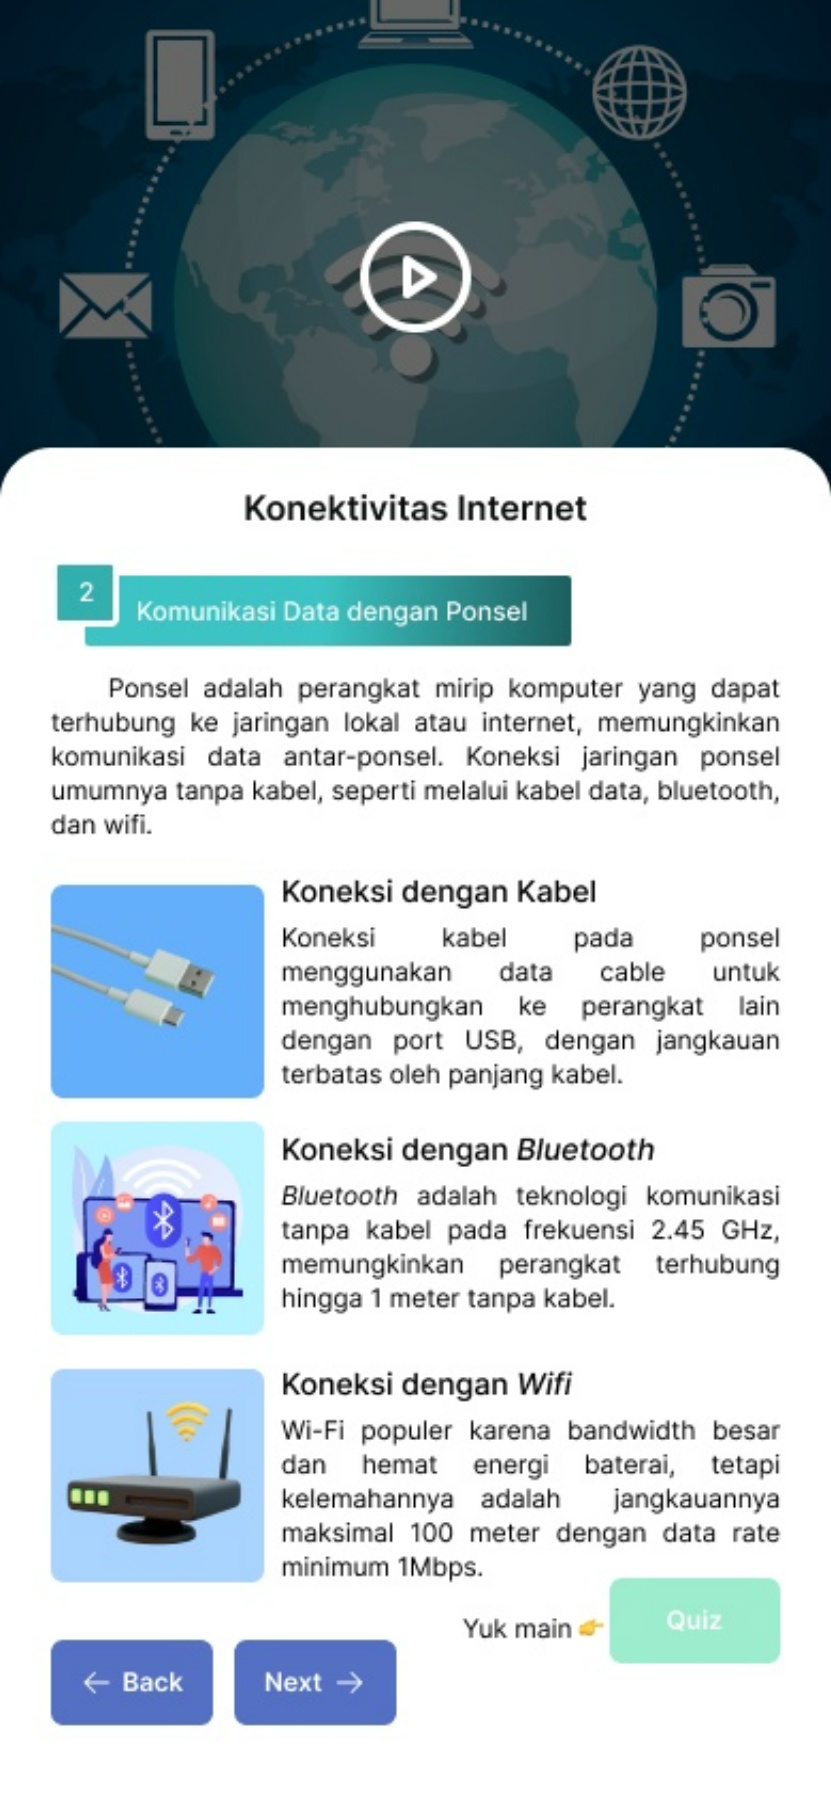 Konektivitas Internet
2
Komunikasi Data dengan Ponsel
Ponsel adalah perangkat mirip komputer yang dapat
terhubung ke jaringan lokal atau internet, memungkinkan
komunikasi data antar-ponsel. Koneksi jaringan ponsel
umumnya tanpa kabel, seperti melalui kabel data, bluetooth,
dan wifi.
Koneksi dengan Kabel
Koneksi kabel pada ponsel
menggunakan data cable untuk
menghubungkan ke perangkat lain
dengan port USB, dengan jangkauan
terbatas oleh panjang kabel.
Koneksi dengan Bluetooth
Bluetooth adalah teknologi komunikasi
tanpa kabel pada frekuensi 2.45 GHz,
memungkinkan perangkat terhubung
hingga 1 meter tanpa kabel.
Koneksi dengan Wifi
Wi-Fi populer karena bandwidth besar
dan hemat energi baterai, tetapi
kelemahannya adalah jangkauannya
maksimal 100 meter dengan data rate
minimum 1Mbps.
Yuk main 👉 Quiz
← Back
Next →